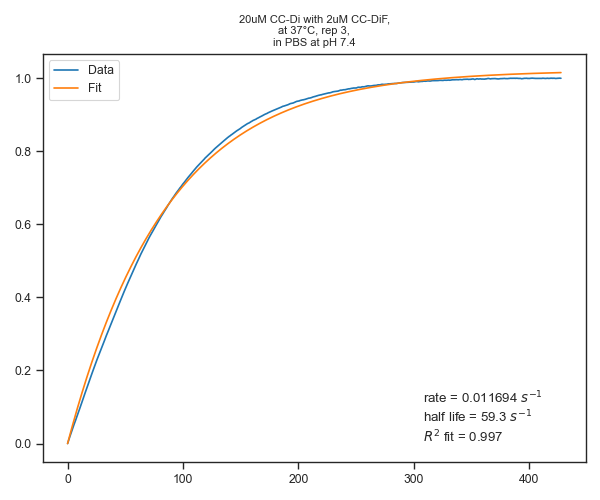 20uM CC-Di with 2uM CC-DiF,
at 37°C, rep 3,
in PBS at pH 7.4
Data
Fit
1.0
0.8
0.6
0.4
0.2
0.0
rate = 0.011694 s⁻¹
half life = 59.3 s⁻¹
R² fit = 0.997
0 100 200 300 400